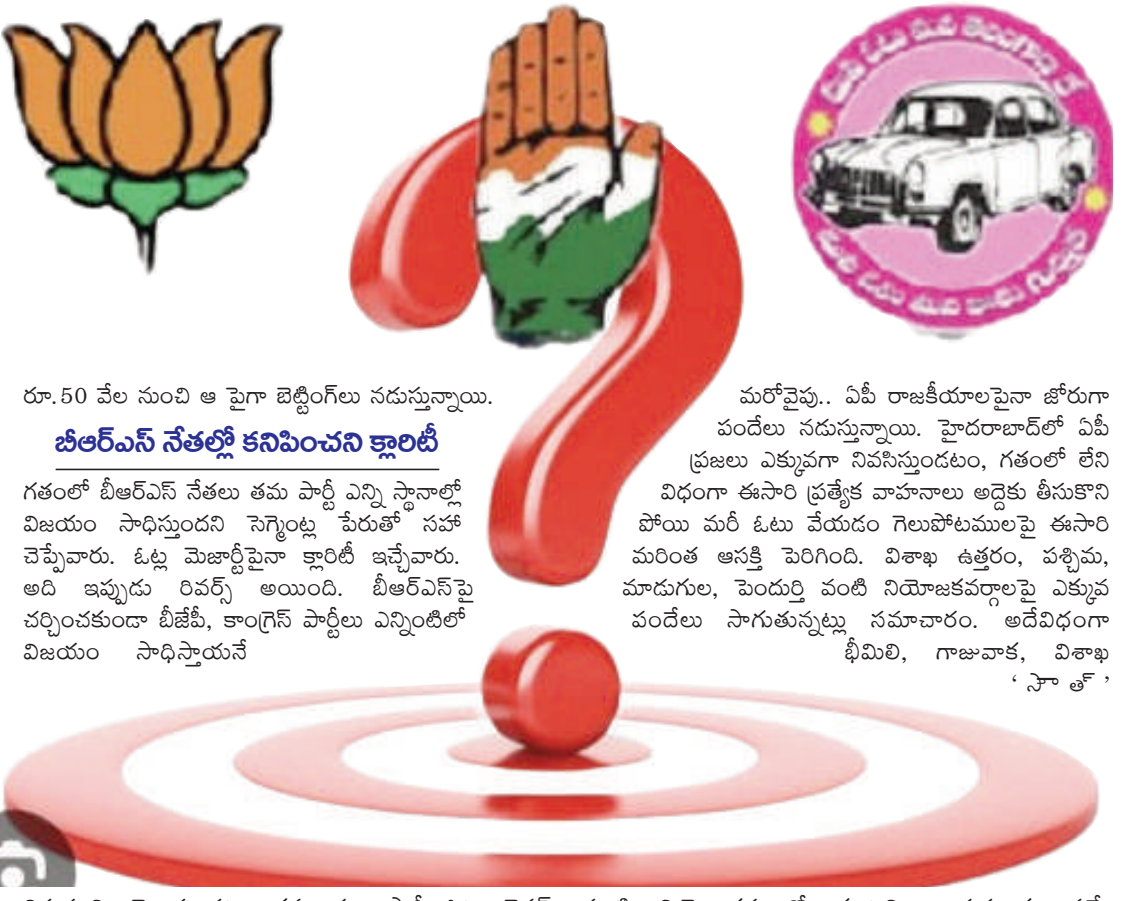 మన ఓటు మన తెలంగాణ కే
రూ.50 వేల నుంచి ఆ పైగా బెట్టింగ్‌లు నడుస్తున్నాయి.
బీఆర్ఎస్ నేతల్లో కనిపించని క్లారిటీ
గతంలో బీఆర్ఎస్ నేతలు తమ పార్టీ ఎన్ని స్థానాల్లో
విజయం సాధిస్తుందని సెగ్మెంట్ల పేరుతో సహా
చెప్పేవారు. ఓట్ల మెజార్టీపైనా క్లారిటీ ఇచ్చేవారు.
అది ఇప్పుడు రివర్స్ అయింది. బీఆర్ఎస్‌పై
చర్చించకుండా బీజేపీ, కాంగ్రెస్ పార్టీలు ఎన్నింటిలో
విజయం సాధిస్తాయనే
మరోవైపు.. ఏపీ రాజకీయాలపైనా జోరుగా
పందేలు నడుస్తున్నాయి. హైదరాబాద్‌లో ఏపీ
ప్రజలు ఎక్కువగా నివసిస్తుండటం, గతంలో లేని
విధంగా ఈసారి ప్రత్యేక వాహనాలు అద్దెకు తీసుకొని
పోయి మరీ ఓటు వేయడం గెలుపోటములపై ఈసారి
మరింత ఆసక్తి పెరిగింది. విశాఖ ఉత్తరం, పశ్చిమ,
మాడుగుల, పెందుర్తి వంటి నియోజకవర్గాలపై ఎక్కువ
పందేలు సాగుతున్నట్లు సమాచారం. అదేవిధంగా
భీమిలి, గాజువాక, విశాఖ
‘ సౌత్ ’